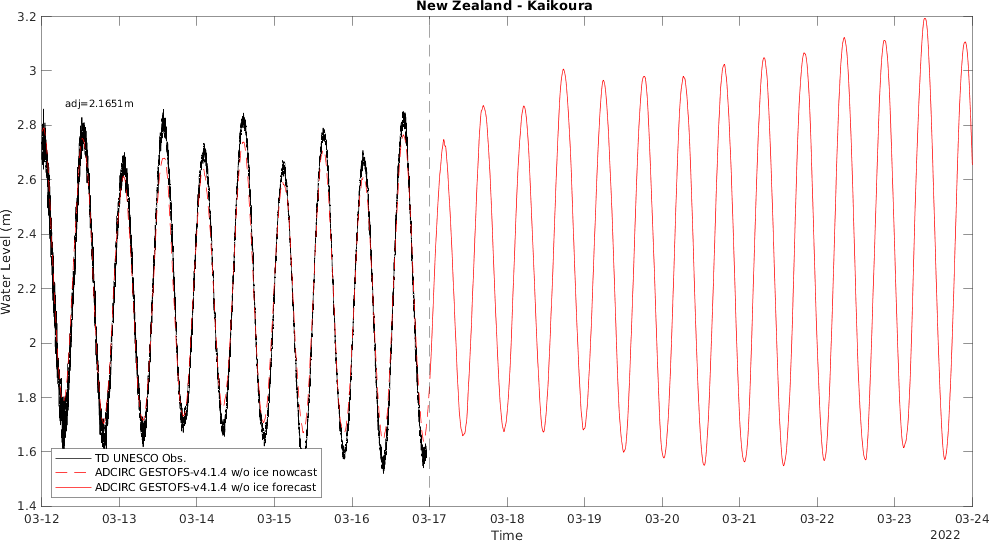 New Zealand - Kaikoura
3.2
3
2.8
2.6
2.4
2.2
2
1.8
1.6
1.4
Water Level (m)
adj=2.1651m
TD UNESCO Obs.
ADCIRC GESTOFS-v4.1.4 w/o ice nowcast
ADCIRC GESTOFS-v4.1.4 w/o ice forecast
03-12 03-13 03-14 03-15 03-16 03-17 03-18 03-19 03-20 03-21 03-22 03-23 03-24
Time
2022